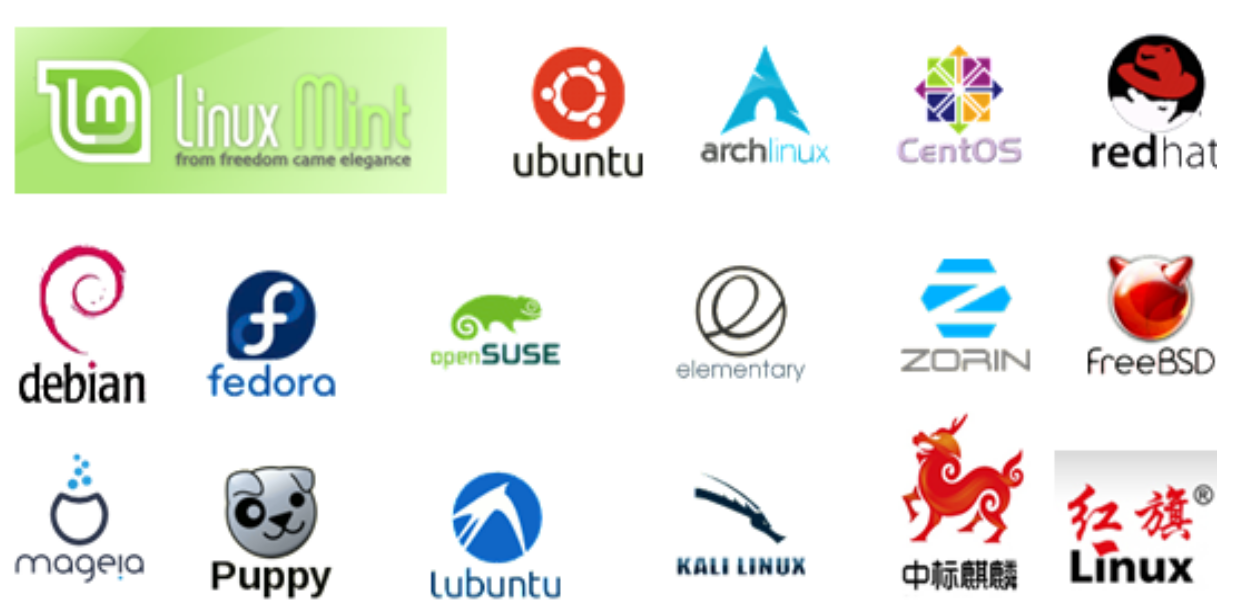 Linux Mint
from freedom came elegance
ubuntu
archlinux
CentOS
redhat
debian
fedora
openSUSE
elementary
ZORIN
FreeBSD
mageia
Puppy
Lubuntu
KALI LINUX
中标麒麟
红旗®
Linux